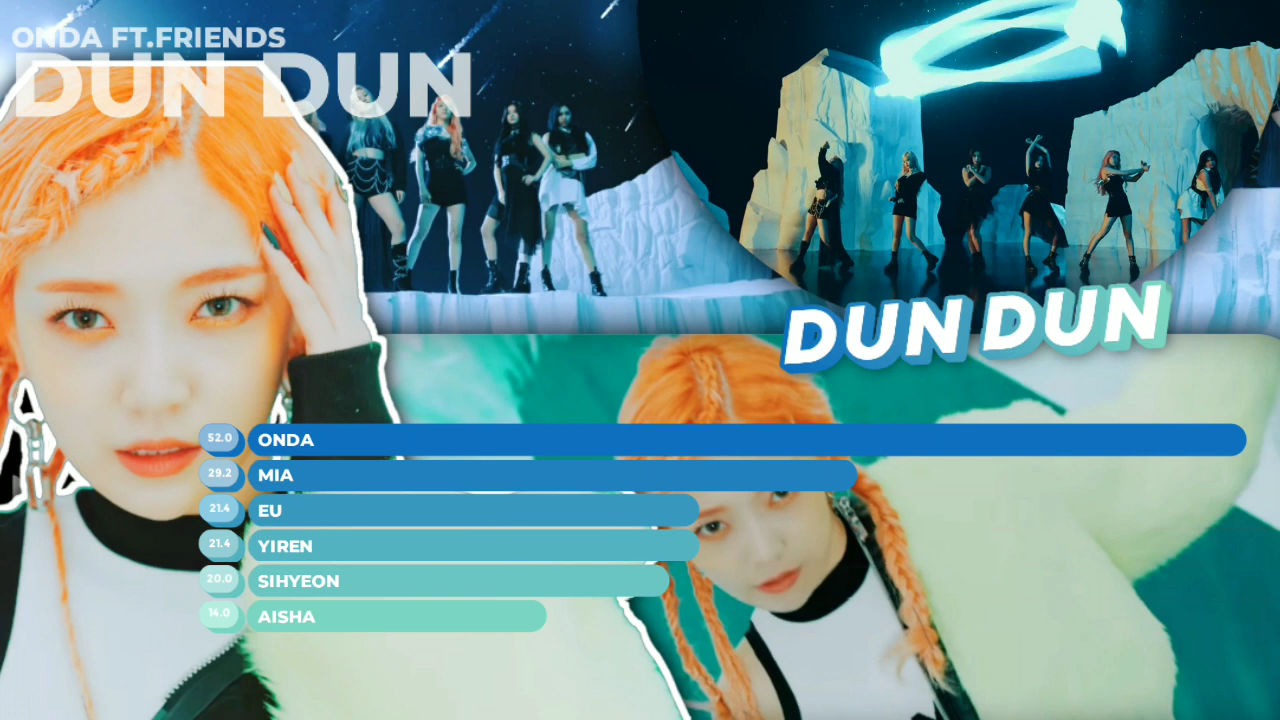 ONDA FT.FRIENDS
DUN DUN
DUN DUN
52.0 ONDA
29.2 MIA
21.4 EU
21.4 YIREN
20.0 SIHYEON
14.0 AISHA